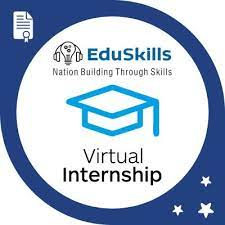 EduSkills
Nation Building Through Skills
Virtual
Internship